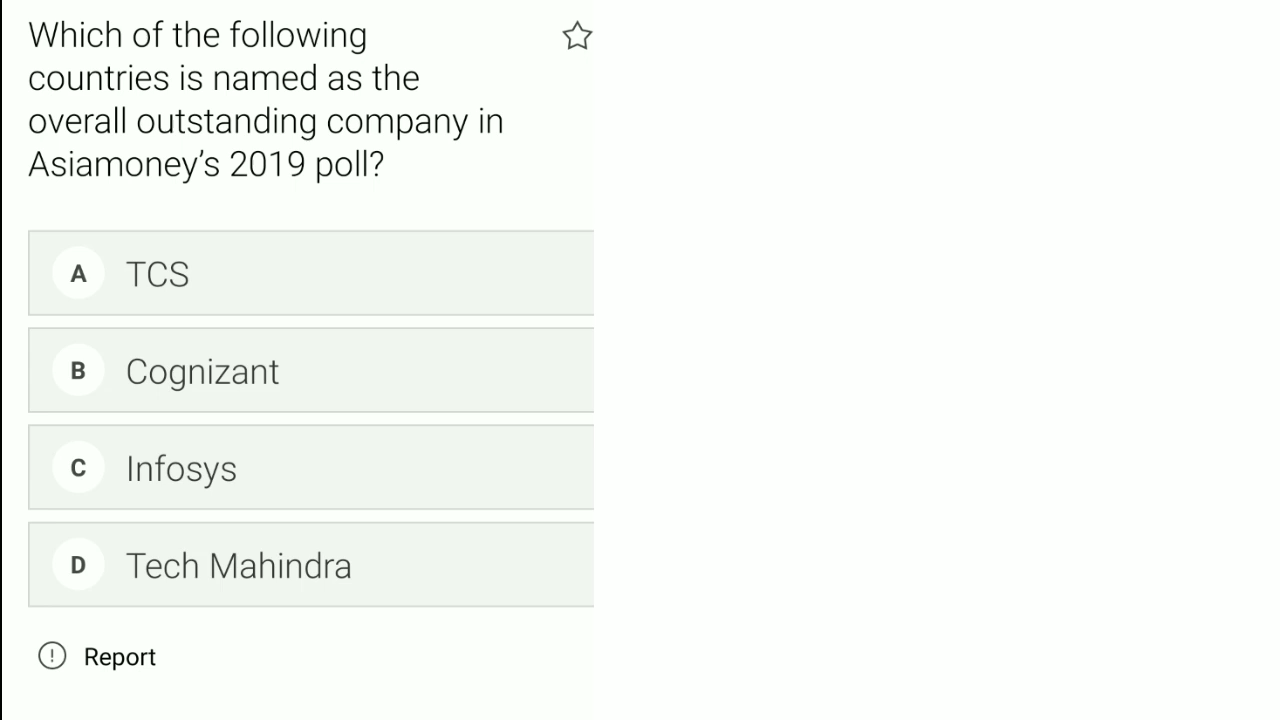 Which of the following
countries is named as the
overall outstanding company in
Asiamoney’s 2019 poll?
A TCS
B Cognizant
C Infosys
D Tech Mahindra
! Report